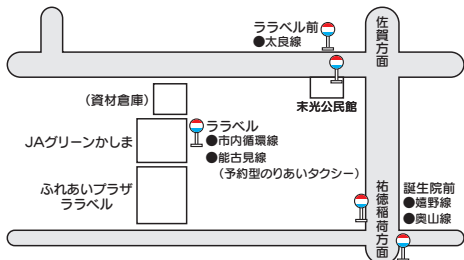 ララベル前
●太良線
佐賀方面
末光公民館
(資材倉庫)
ララベル
●市内循環線
●能古見線
(予約型のりあいタクシー)
JAグリーンかしま
ふれあいプラザ
ララベル
祐徳稲荷方面
誕生院前
●嬉野線
●奥山線